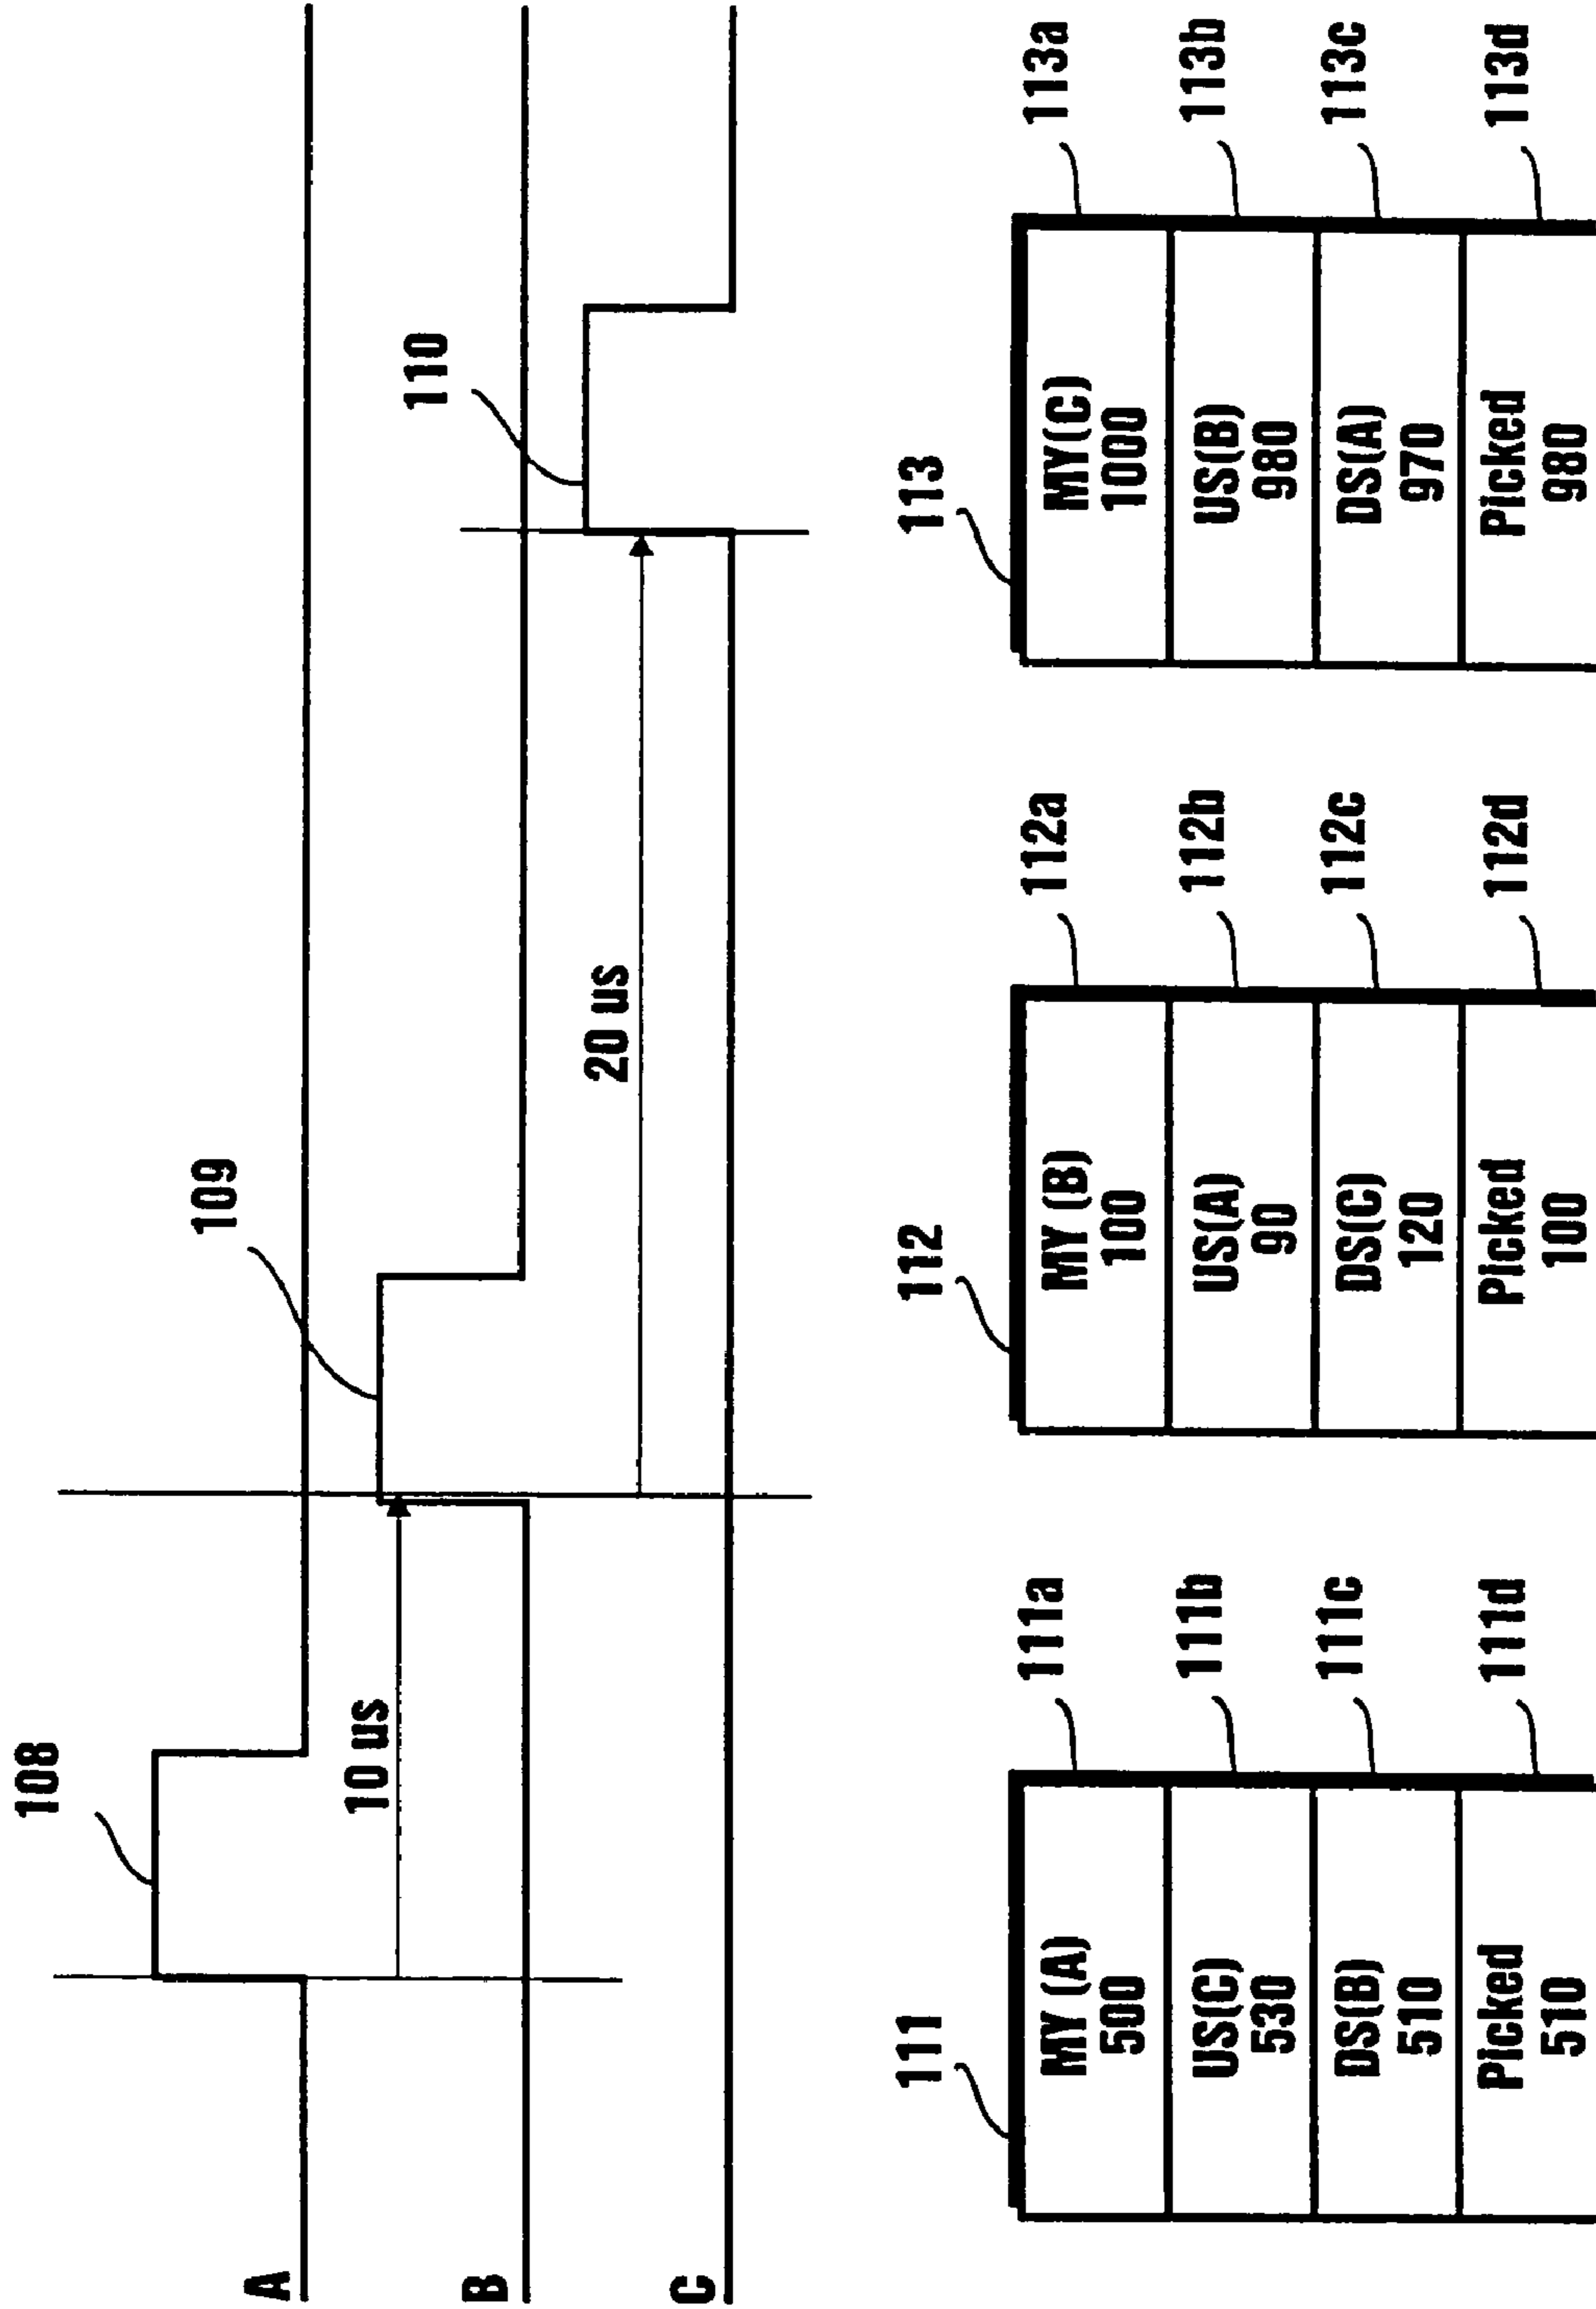 108
A
10 us
109
B
20 us
110
C
111
MY (A)
500
111a
US(C)
530
111b
DS(B)
510
111c
Picked
510
111d
112
MY (B)
100
112a
US(A)
90
112b
DS(C)
120
112c
Picked
100
112d
113
MY(C)
1000
113a
US(B)
980
113b
DS(A)
970
113c
Picked
980
113d